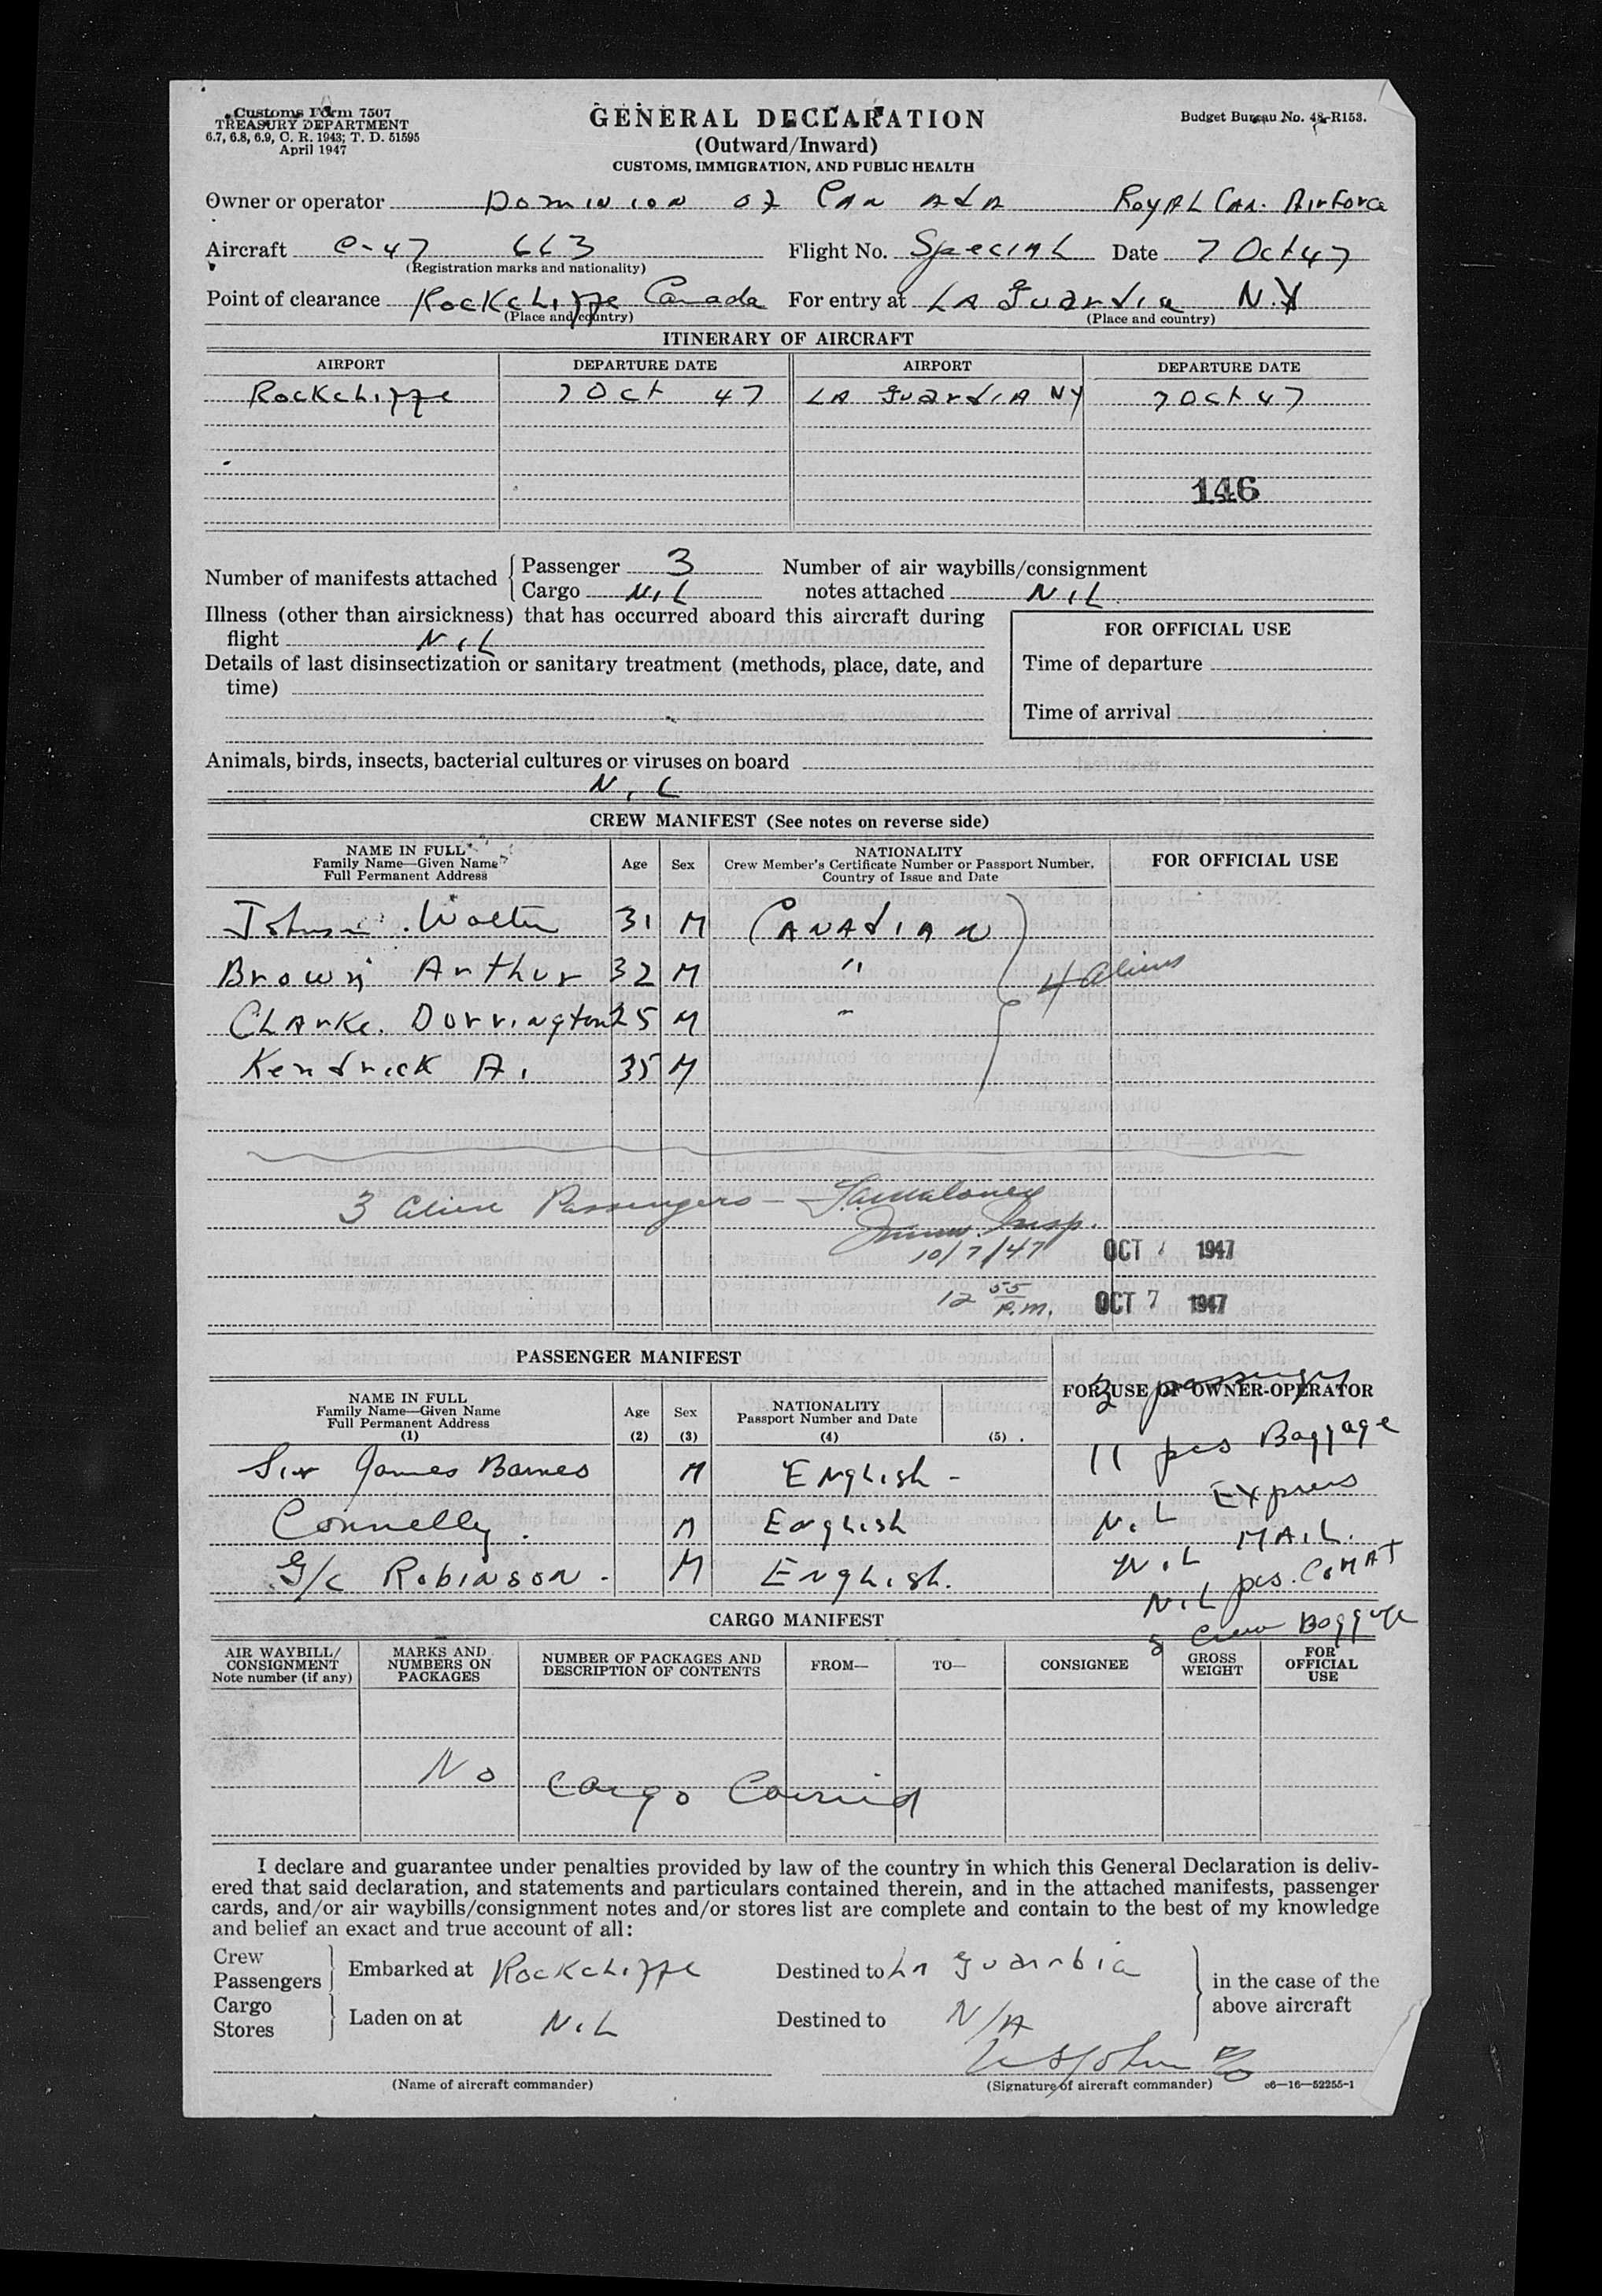 Customs Form 7507
TREASURY DEPARTMENT
6.7, 6.8, 6.9, C. R. 1943; T. D. 51595
April 1947
GENERAL DECLARATION
(Outward/Inward)
CUSTOMS, IMMIGRATION, AND PUBLIC HEALTH
Budget Bureau No. 48-R153.
Owner or operator Dominion of Canada Royal Can. Air Force
Aircraft C-47 663 Flight No. Special Date 7 Oct 47
(Registration marks and nationality)
Point of clearance Rockcliffe Canada For entry at La Guardia N.Y
(Place and country) (Place and country)
ITINERARY OF AIRCRAFT
AIRPORT DEPARTURE DATE AIRPORT DEPARTURE DATE
Rockcliffe 7 Oct 47 La Guardia NY 7 Oct 47
146
Number of manifests attached Passenger 3 Number of air waybills/consignment
Cargo NiL notes attached NiL
Illness (other than airsickness) that has occurred aboard this aircraft during
flight NiL
FOR OFFICIAL USE
Details of last disinsectization or sanitary treatment (methods, place, date, and
time)
Time of departure
Time of arrival
Animals, birds, insects, bacterial cultures or viruses on board
NiL
CREW MANIFEST (See notes on reverse side)
NAME IN FULL
Family Name—Given Name
Full Permanent Address
Age Sex
NATIONALITY
Crew Member's Certificate Number or Passport Number,
Country of Issue and Date
FOR OFFICIAL USE
Walter 31 M Canadian
Brown Arthur 32 M "
4 aliens
Clarke. Dorrington 25 M "
Kendrick A. 35 M
3 Alien Passengers —
Immig. Insp.
10/7/47 OCT 7 1947
12 55 P.m. OCT 7 1947
PASSENGER MANIFEST
NAME IN FULL
Family Name—Given Name
Full Permanent Address
(1)
Age
(2)
Sex
(3)
NATIONALITY
Passport Number and Date
(4)
(5)
FOR USE OF OWNER-OPERATOR
3 passengers
11 pcs Baggage
Sir James Barnes M English -
NiL Express
Connelly. M English
NiL MAIL.
G/C Robinson - M English.
NiL pcs. COMAT
5 Crew Baggage
CARGO MANIFEST
AIR WAYBILL/
CONSIGNMENT
Note number (if any)
MARKS AND
NUMBERS ON
PACKAGES
NUMBER OF PACKAGES AND
DESCRIPTION OF CONTENTS
FROM— TO— CONSIGNEE
GROSS
WEIGHT
FOR
OFFICIAL
USE
No Cargo Carried
I declare and guarantee under penalties provided by law of the country in which this General Declaration is deliv-
ered that said declaration, and statements and particulars contained therein, and in the attached manifests, passenger
cards, and/or air waybills/consignment notes and/or stores list are complete and contain to the best of my knowledge
and belief an exact and true account of all:
Crew
Passengers Embarked at Rockcliffe Destined to La Guardia in the case of the
Cargo above aircraft
Stores Laden on at NiL Destined to N/A
(Name of aircraft commander) (Signature of aircraft commander) c6—16—52255-1